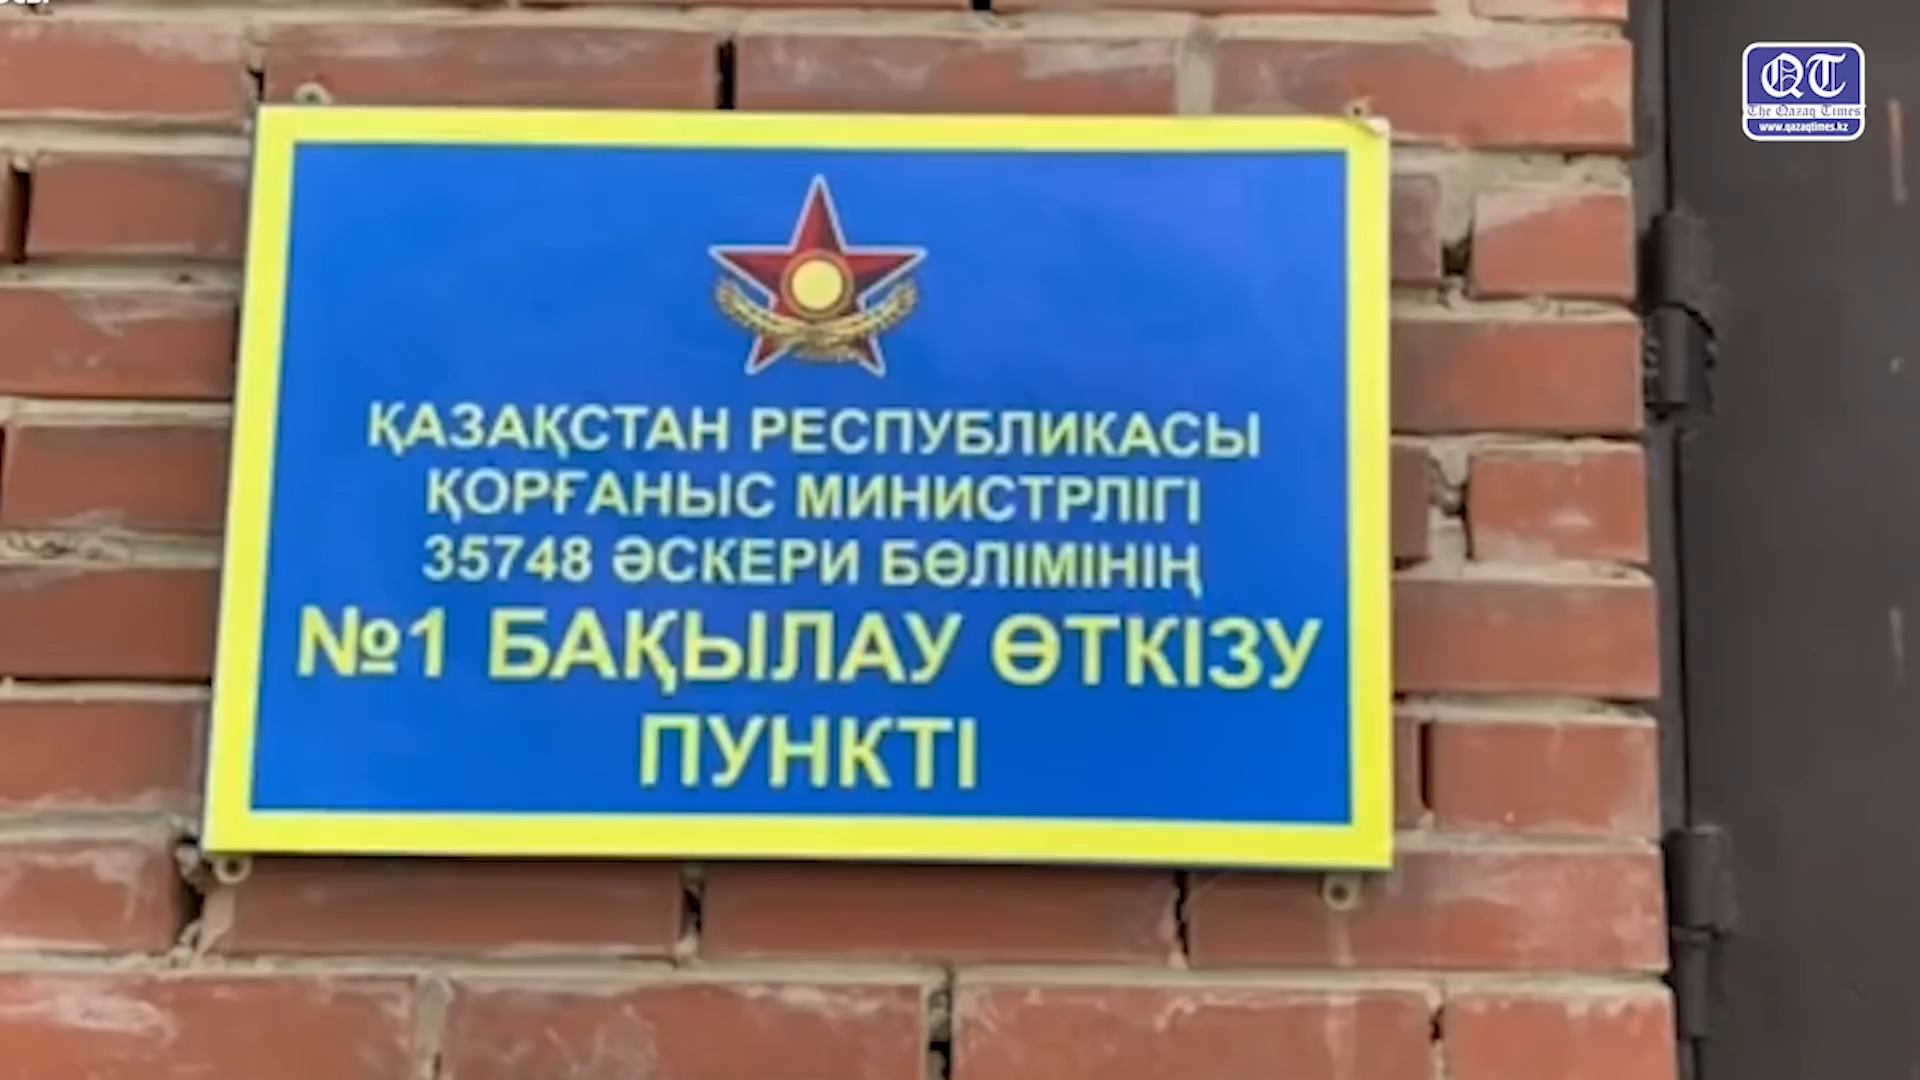 QT
The Qazaq Times
www.qazaqtimes.kz
ҚАЗАҚСТАН РЕСПУБЛИКАСЫ
ҚОРҒАНЫС МИНИСТРЛІГІ
35748 ӘСКЕРИ БӨЛІМІНІҢ
№1 БАҚЫЛАУ ӨТКІЗУ
ПУНКТІ